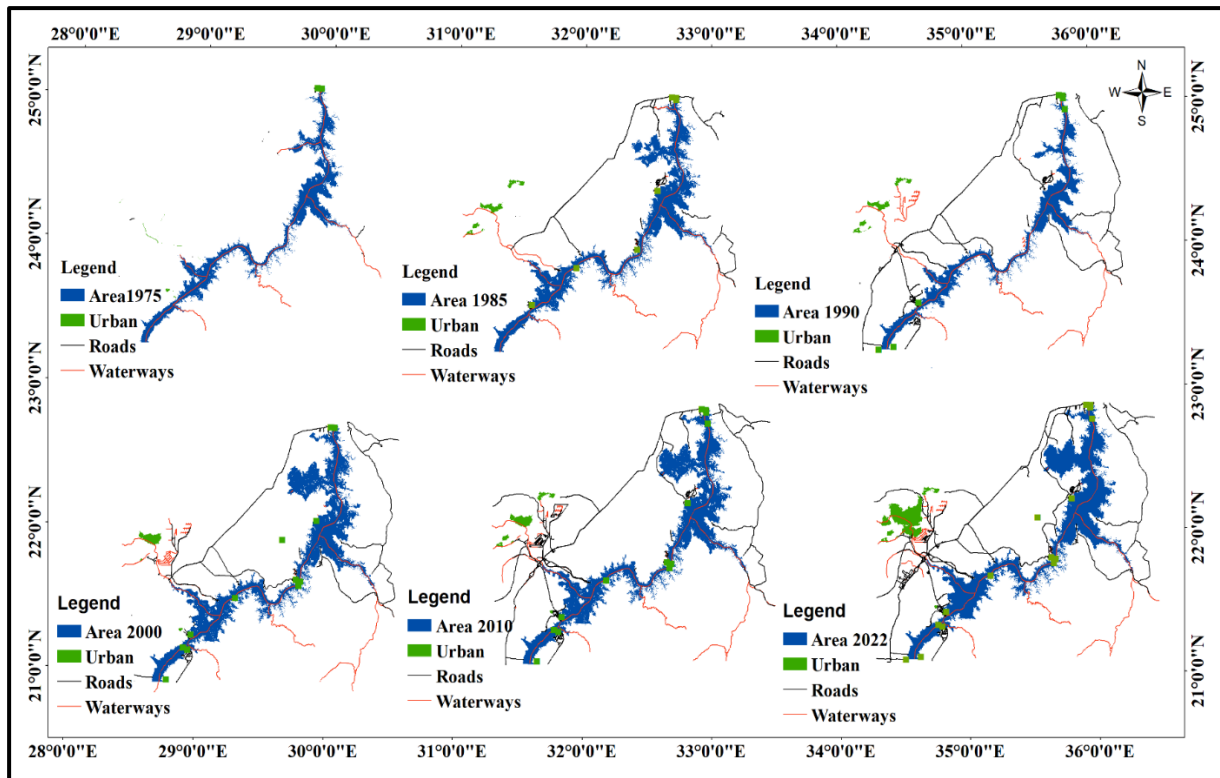 28°0'0"E 29°0'0"E 30°0'0"E 31°0'0"E 32°0'0"E 33°0'0"E 34°0'0"E 35°0'0"E 36°0'0"E
N
W E
S
25°0'0"N
24°0'0"N
23°0'0"N
22°0'0"N
21°0'0"N
25°0'0"N
24°0'0"N
23°0'0"N
22°0'0"N
21°0'0"N
Legend
Area1975
Urban
Roads
Waterways
Legend
Area 1985
Urban
Roads
Waterways
Legend
Area 1990
Urban
Roads
Waterways
Legend
Area 2000
Urban
Roads
Waterways
Legend
Area 2010
Urban
Roads
Waterways
Legend
Area 2022
Urban
Roads
Waterways
28°0'0"E 29°0'0"E 30°0'0"E 31°0'0"E 32°0'0"E 33°0'0"E 34°0'0"E 35°0'0"E 36°0'0"E